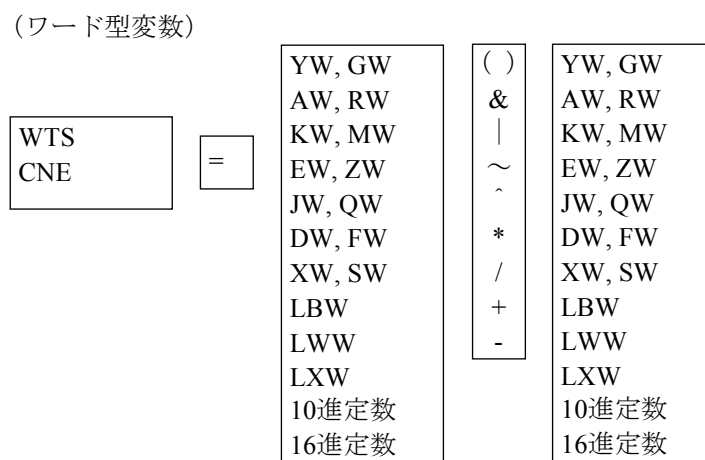 （ワード型変数）
WTS
CNE
=
YW, GW
AW, RW
KW, MW
EW, ZW
JW, QW
DW, FW
XW, SW
LBW
LWW
LXW
10進定数
16進定数
( )
&
|
～
^
*
/
+
-
YW, GW
AW, RW
KW, MW
EW, ZW
JW, QW
DW, FW
XW, SW
LBW
LWW
LXW
10進定数
16進定数